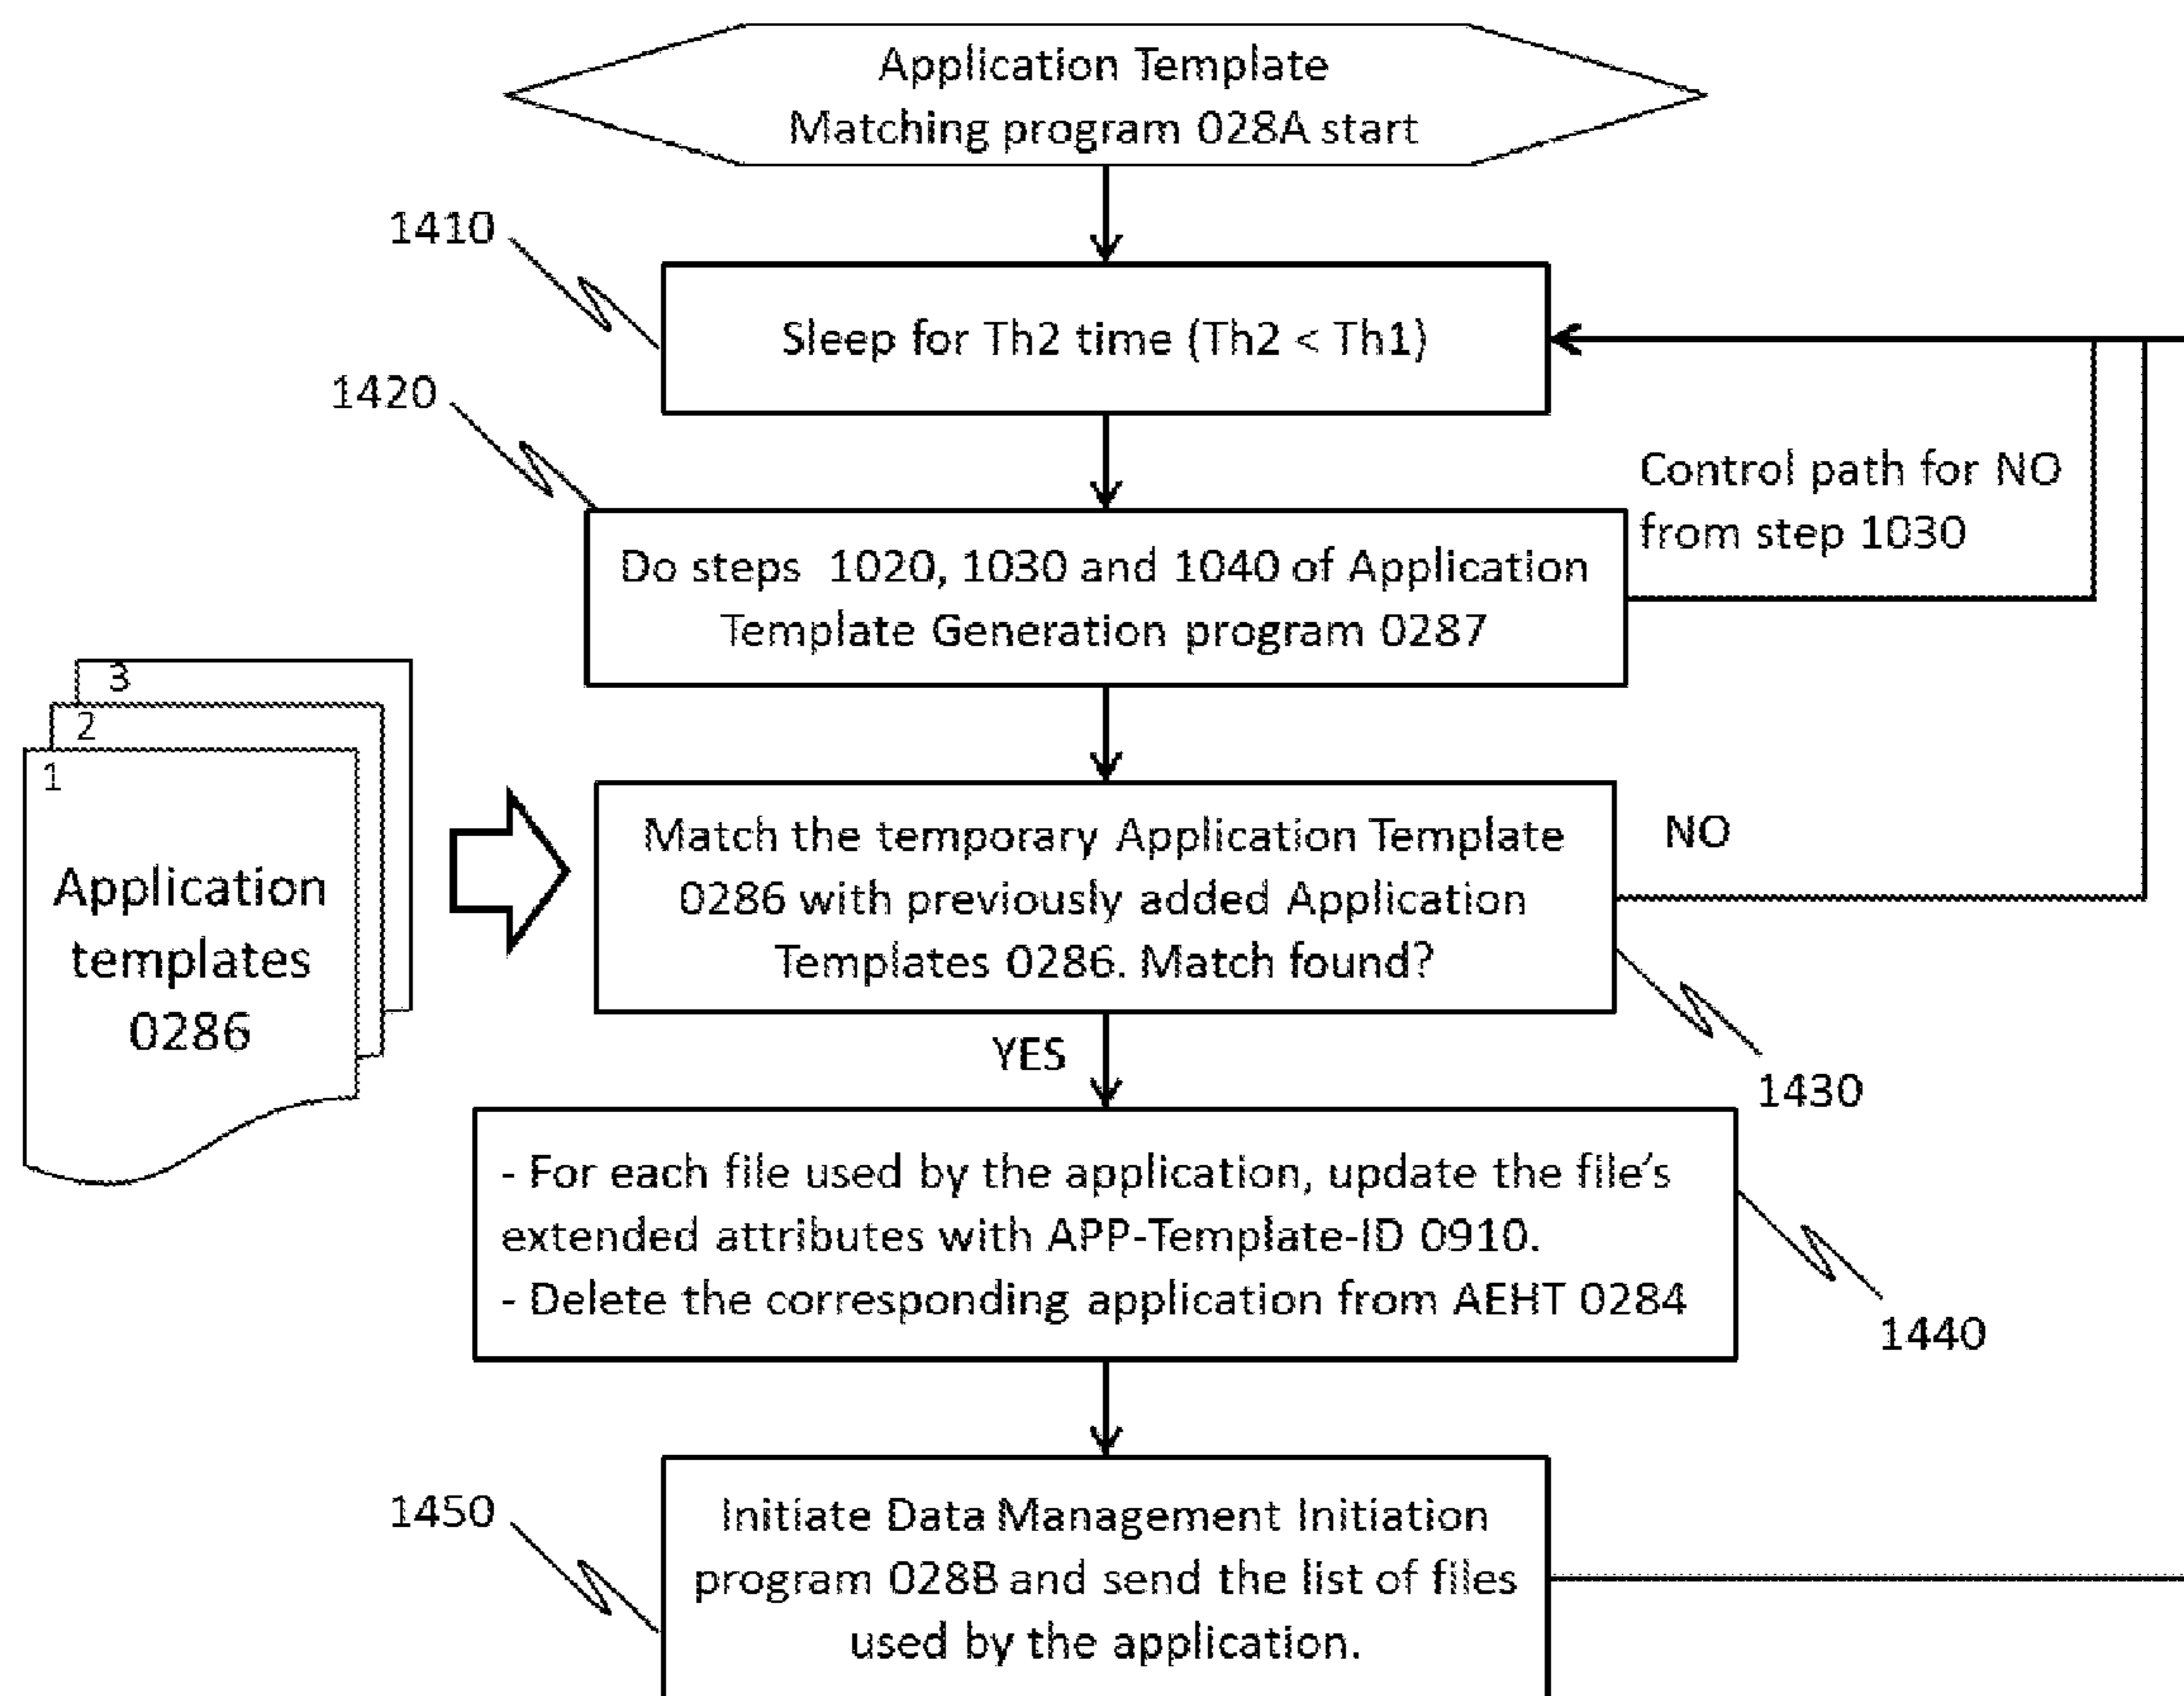 Application Template
Matching program 028A start
1410
Sleep for Th2 time (Th2 < Th1)
1420
Control path for NO
from step 1030
Do steps 1020, 1030 and 1040 of Application
Template Generation program 0287
3
2
1
Application
templates
0286
Match the temporary Application Template
0286 with previously added Application
Templates 0286. Match found?
NO
YES
1430
- For each file used by the application, update the file's
extended attributes with APP-Template-ID 0910.
- Delete the corresponding application from AEHT 0284
1440
1450
Initiate Data Management Initiation
program 028B and send the list of files
used by the application.